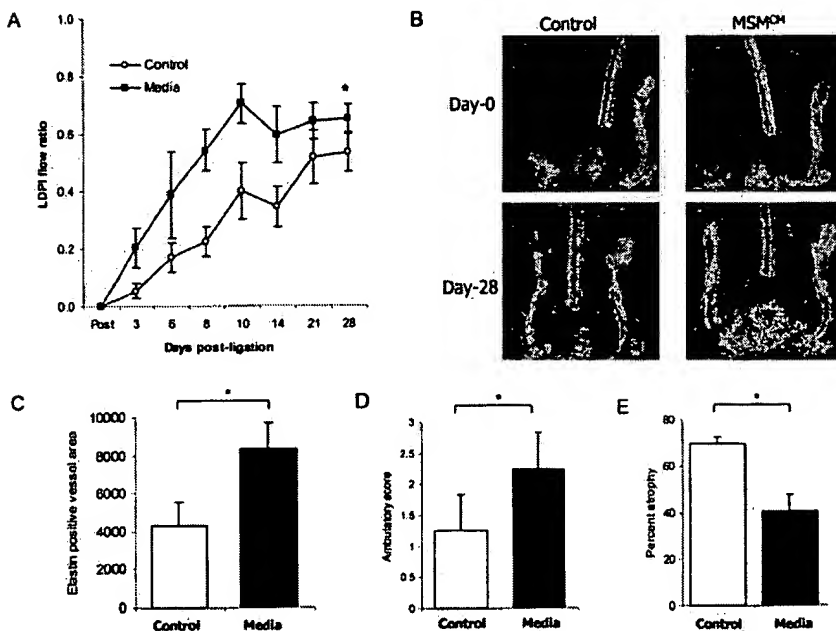 A
Control
Media
*
LDPI flow ratio
1.0
0.8
0.6
0.4
0.2
0.0
Post 3 6 8 10 14 21 28
Days post-ligation
B
Control MSM^CM
Day-0
Day-28
C
*
Elastin positive vessel area
10000
8000
6000
4000
2000
0
Control Media
D
*
Ambulatory score
3
2.5
2
1.5
1
0.5
0
Control Media
E
*
Percent atrophy
80
60
40
20
0
Control Media